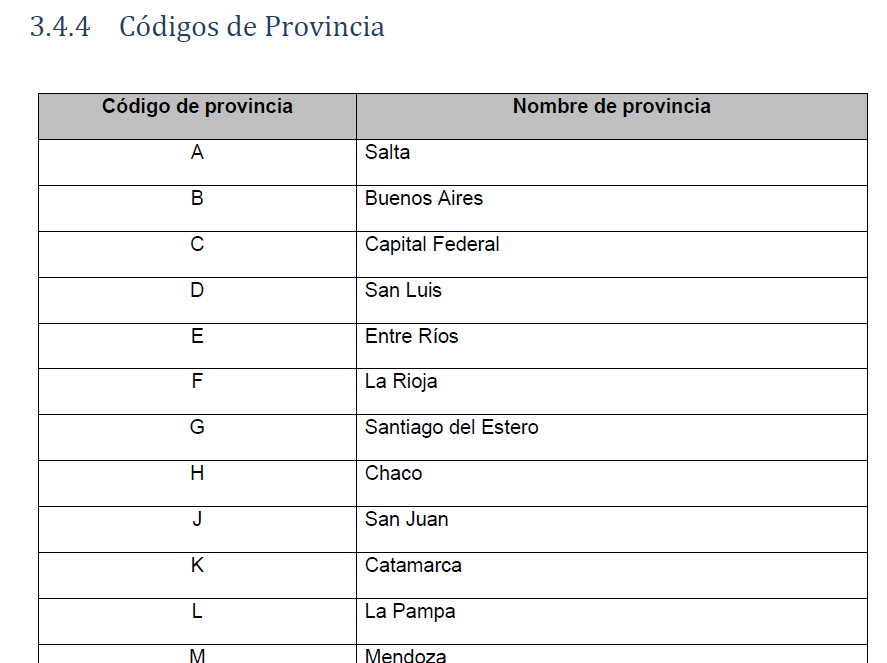 3.4.4 Códigos de Provincia
Código de provincia Nombre de provincia
A Salta
B Buenos Aires
C Capital Federal
D San Luis
E Entre Ríos
F La Rioja
G Santiago del Estero
H Chaco
J San Juan
K Catamarca
L La Pampa
M Mendoza